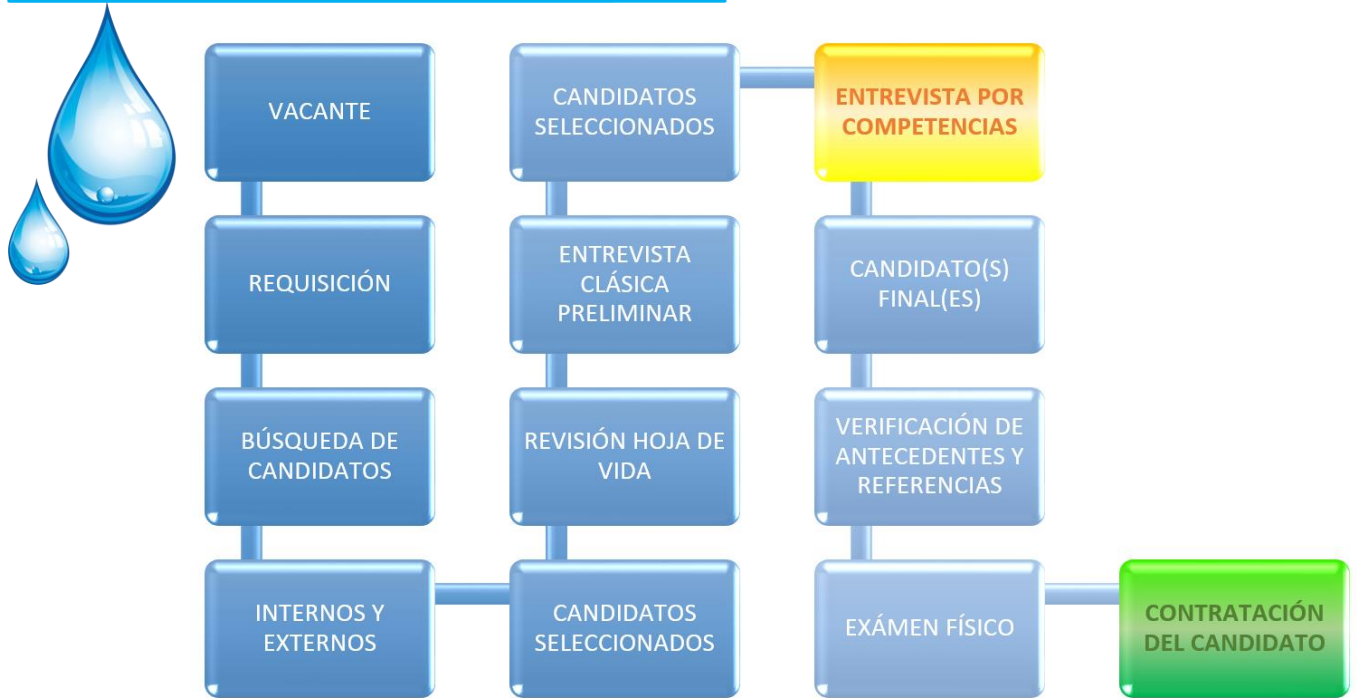 VACANTE
REQUISICIÓN
BÚSQUEDA DE
CANDIDATOS
INTERNOS Y
EXTERNOS
CANDIDATOS
SELECCIONADOS
REVISIÓN HOJA DE
VIDA
ENTREVISTA
CLÁSICA
PRELIMINAR
CANDIDATOS
SELECCIONADOS
ENTREVISTA POR
COMPETENCIAS
CANDIDATO(S)
FINAL(ES)
VERIFICACIÓN DE
ANTECEDENTES Y
REFERENCIAS
EXÁMEN FÍSICO
CONTRATACIÓN
DEL CANDIDATO